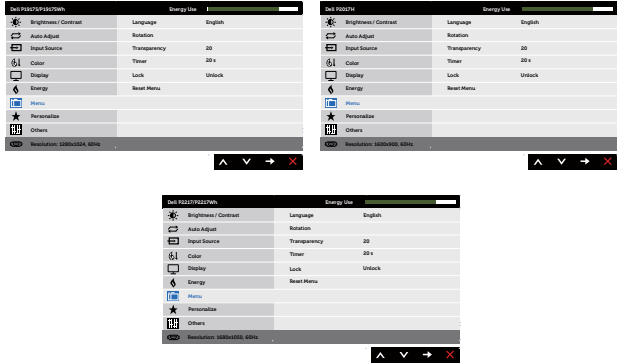 Dell P1917S/P1917SWh Energy Use
Brightness / Contrast Language English
Auto Adjust Rotation
Input Source Transparency 20
Color Timer 20 s
Display Lock Unlock
Energy Reset Menu
Menu
Personalize
Others
Resolution: 1280x1024, 60Hz
Dell P2017H Energy Use
Brightness / Contrast Language English
Auto Adjust Rotation
Input Source Transparency 20
Color Timer 20 s
Display Lock Unlock
Energy Reset Menu
Menu
Personalize
Others
Resolution: 1600x900, 60Hz
Dell P2217/P2217Wh Energy Use
Brightness / Contrast Language English
Auto Adjust Rotation
Input Source Transparency 20
Color Timer 20 s
Display Lock Unlock
Energy Reset Menu
Menu
Personalize
Others
Resolution: 1680x1050, 60Hz